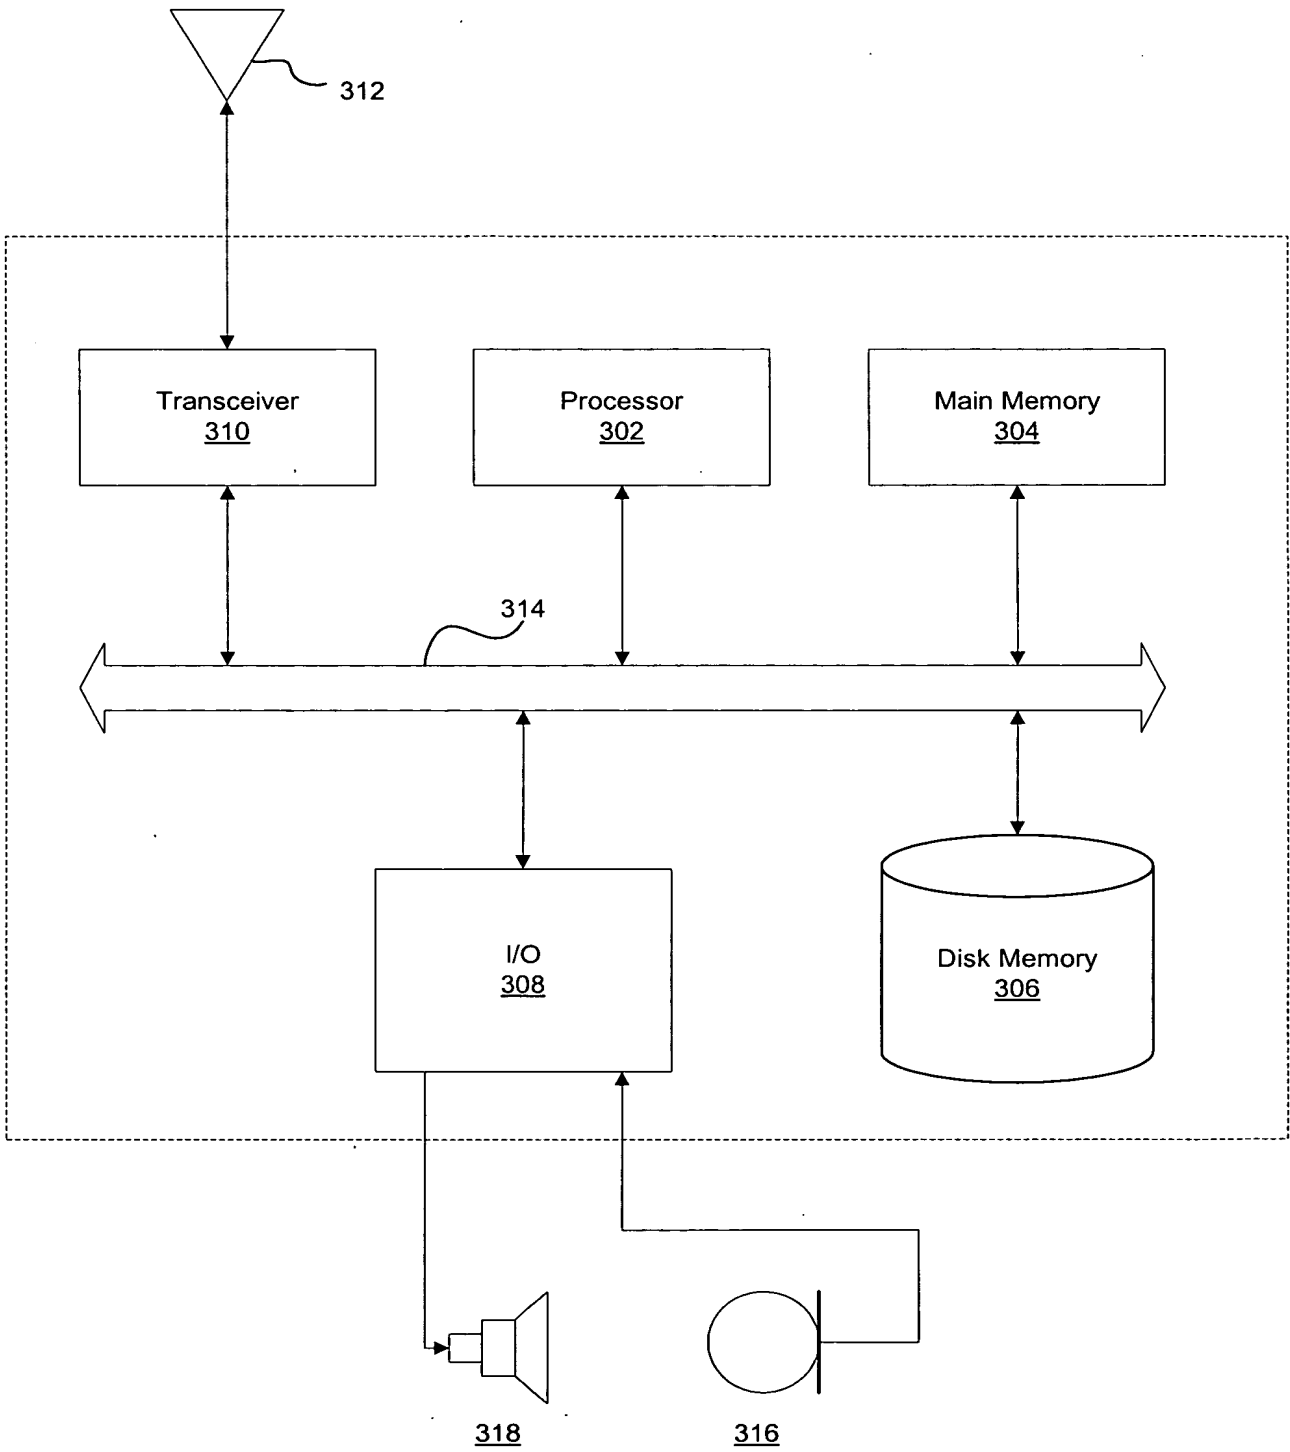 312
Transceiver
310
Processor
302
Main Memory
304
314
I/O
308
Disk Memory
306
318
316